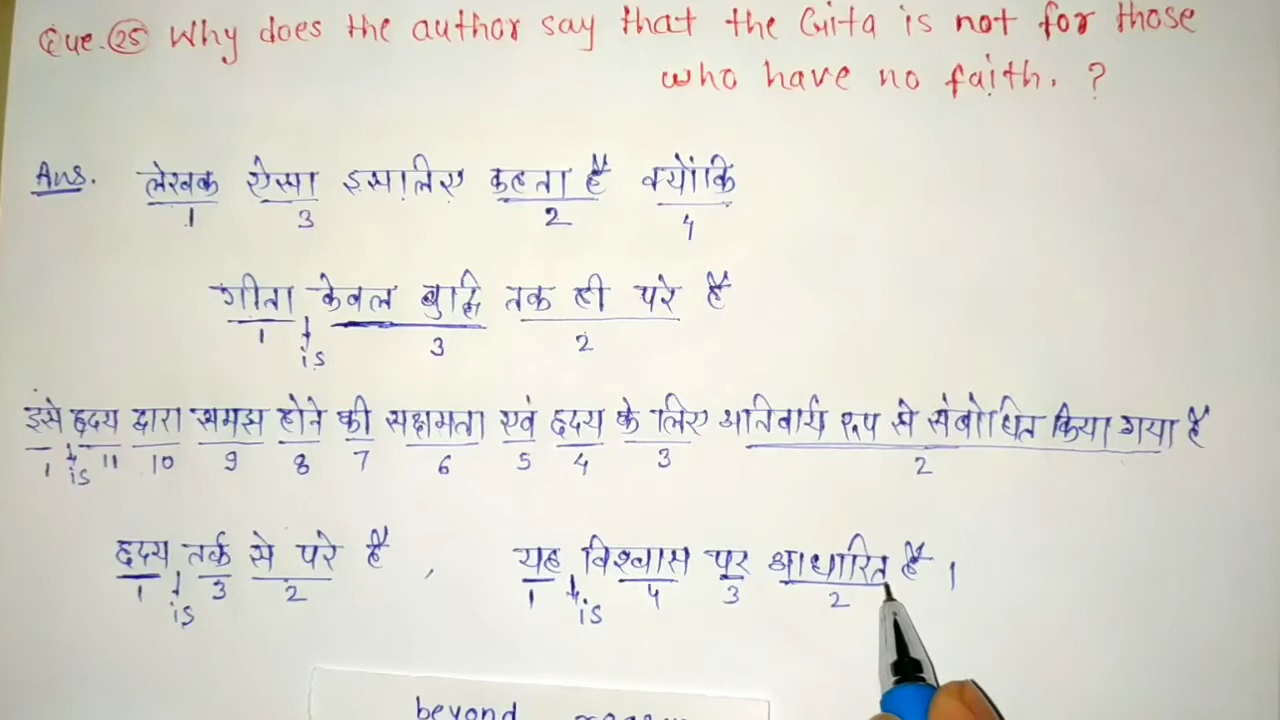 Que. 25 Why does the author say that the Gita is not for those
who have no faith. ?
Ans. लेखक ऐसा इसलिए कहता है क्योंकि
1 3 2 4
गीता केवल बुद्धि तक ही परे है
1 is 3 2
इसे हृदय द्वारा समझ होने की सक्षमता एवं हृदय के लिए अनिवार्य रूप से संबोधित किया गया है
1 is 11 10 9 8 7 6 5 4 3 2
हृदय तर्क से परे है , यह विश्वास पर आधारित है ।
1 is 3 2 1 is 4 3 2
beyond